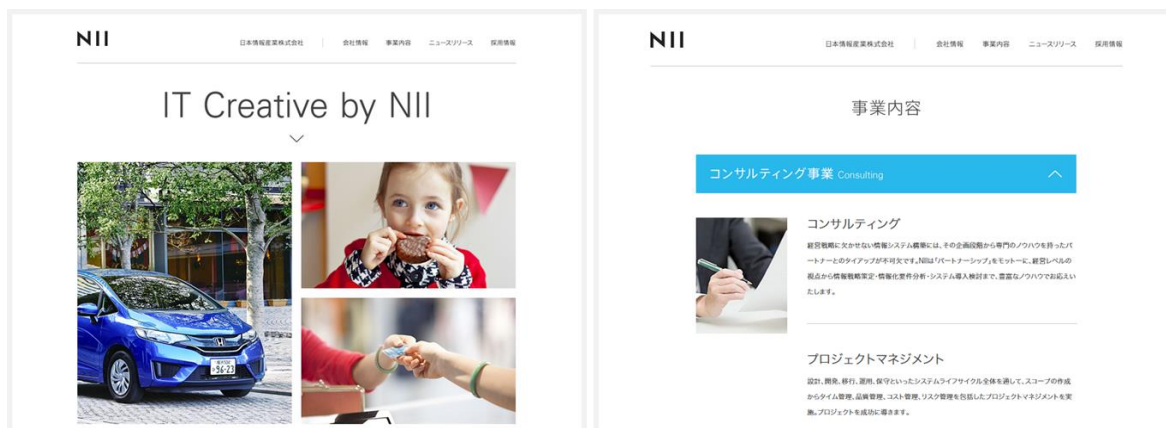 NII
日本情報産業株式会社 会社情報 事業内容 ニュースリリース 採用情報
IT Creative by NII
96-23
NII
日本情報産業株式会社 会社情報 事業内容 ニュースリリース 採用情報
事業内容
コンサルティング事業 Consulting
コンサルティング
経営戦略に欠かせない情報システム構築には、その企画段階から専門のノウハウを持ったパ
ートナーとのタイアップが不可欠です。NIIは「パートナーシップ」をモットーに、経営レベルの
視点から情報戦略策定・情報化要件分析・システム導入検討まで、豊富なノウハウでお応えい
たします。
プロジェクトマネジメント
設計、開発、移行、運用、保守といったシステムライフサイクル全体を通して、スコープの作成
からタイム管理、品質管理、コスト管理、リスク管理を包括したプロジェクトマネジメントを実
施。プロジェクトを成功に導きます。